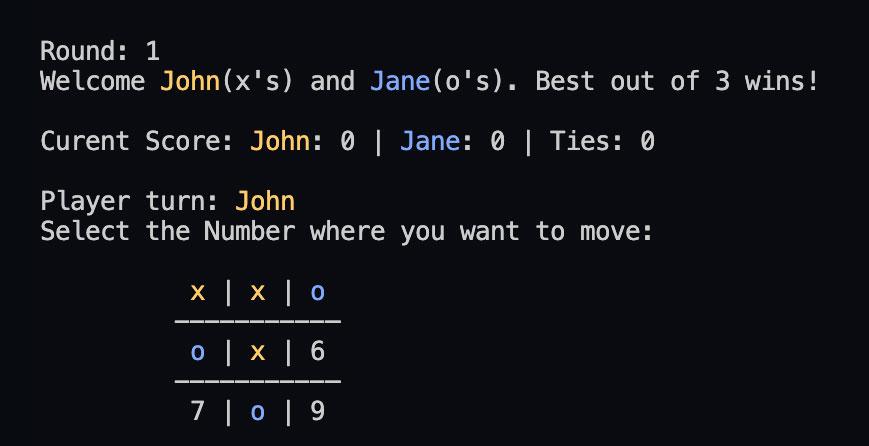 Round: 1
Welcome John(x's) and Jane(o's). Best out of 3 wins!
Curent Score: John: 0 | Jane: 0 | Ties: 0
Player turn: John
Select the Number where you want to move:
x | x | o
———————————
o | x | 6
———————————
7 | o | 9